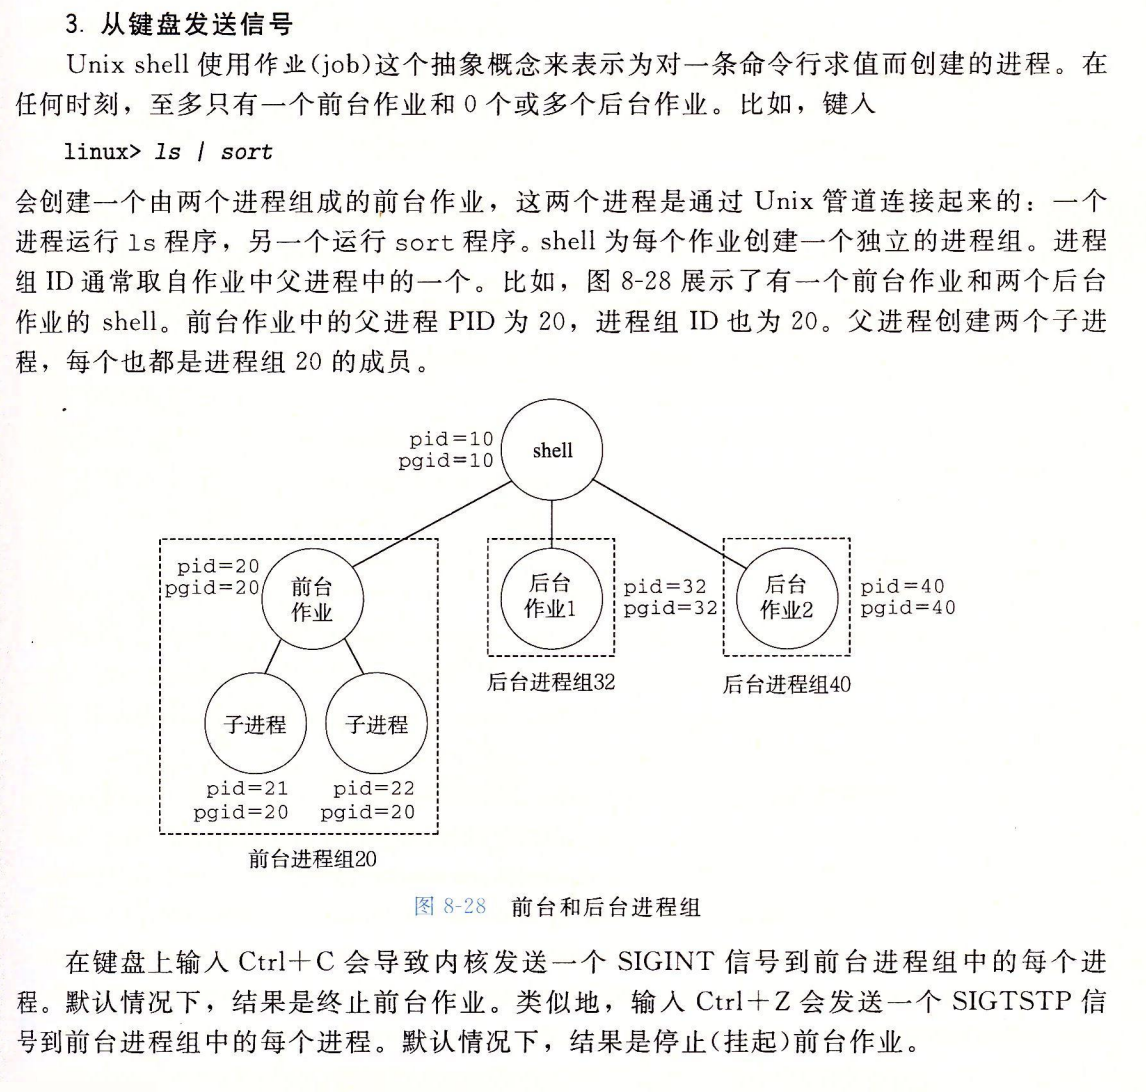 3. 从键盘发送信号
Unix shell 使用作业(job)这个抽象概念来表示为对一条命令行求值而创建的进程。在
任何时刻，至多只有一个前台作业和 0 个或多个后台作业。比如，键入
linux> ls | sort
会创建一个由两个进程组成的前台作业，这两个进程是通过 Unix 管道连接起来的：一个
进程运行 ls 程序，另一个运行 sort 程序。shell 为每个作业创建一个独立的进程组。进程
组 ID 通常取自作业中父进程中的一个。比如，图 8-28 展示了有一个前台作业和两个后台
作业的 shell。前台作业中的父进程 PID 为 20，进程组 ID 也为 20。父进程创建两个子进
程，每个也都是进程组 20 的成员。
pid=10
pgid=10
shell
pid=20
pgid=20
前台
作业
后台
作业1
pid=32
pgid=32
后台
作业2
pid=40
pgid=40
后台进程组32
后台进程组40
子进程
子进程
pid=21
pgid=20
pid=22
pgid=20
前台进程组20
图 8-28 前台和后台进程组
在键盘上输入 Ctrl+C 会导致内核发送一个 SIGINT 信号到前台进程组中的每个进
程。默认情况下，结果是终止前台作业。类似地，输入 Ctrl+Z 会发送一个 SIGTSTP 信
号到前台进程组中的每个进程。默认情况下，结果是停止(挂起)前台作业。